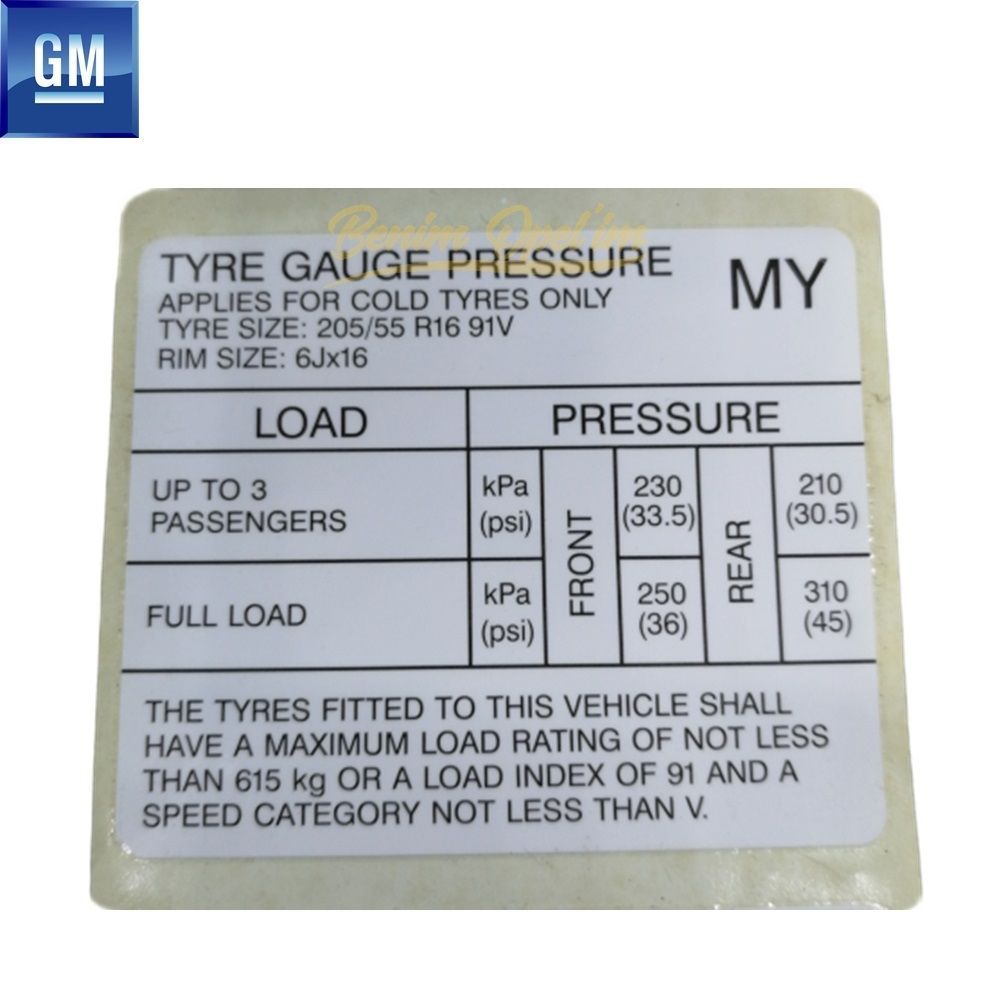 GM
Benim Opel'im
TYRE GAUGE PRESSURE
MY
APPLIES FOR COLD TYRES ONLY
TYRE SIZE: 205/55 R16 91V
RIM SIZE: 6Jx16
LOAD
PRESSURE
UP TO 3
PASSENGERS
kPa
(psi)
FRONT
230
(33.5)
REAR
210
(30.5)
FULL LOAD
kPa
(psi)
250
(36)
310
(45)
THE TYRES FITTED TO THIS VEHICLE SHALL
HAVE A MAXIMUM LOAD RATING OF NOT LESS
THAN 615 kg OR A LOAD INDEX OF 91 AND A
SPEED CATEGORY NOT LESS THAN V.